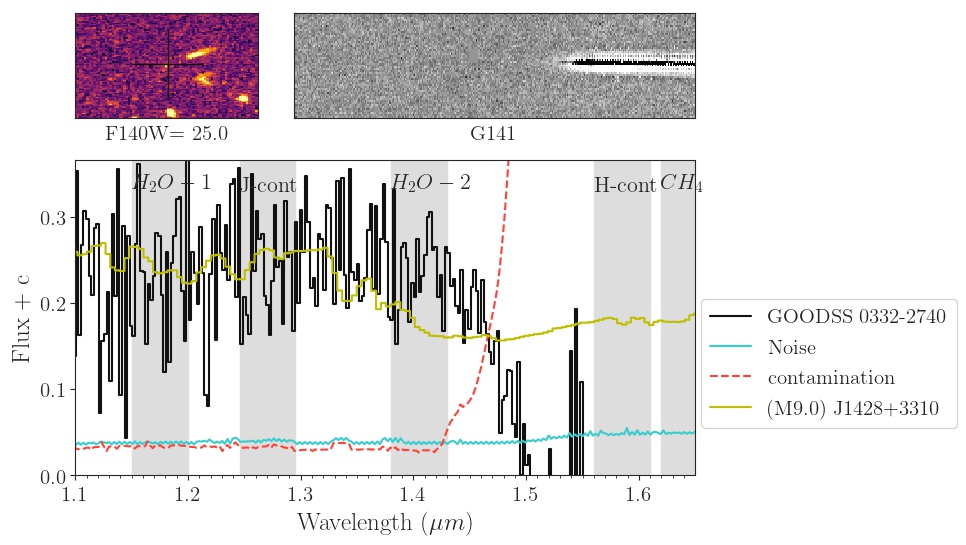 F140W= 25.0
G141
H₂O − 1
J-cont
H₂O − 2
H-cont
CH₄
0.3
0.2
0.1
0.0
Flux + c
1.1
1.2
1.3
1.4
1.5
1.6
Wavelength (μm)
GOODSS 0332-2740
Noise
contamination
(M9.0) J1428+3310